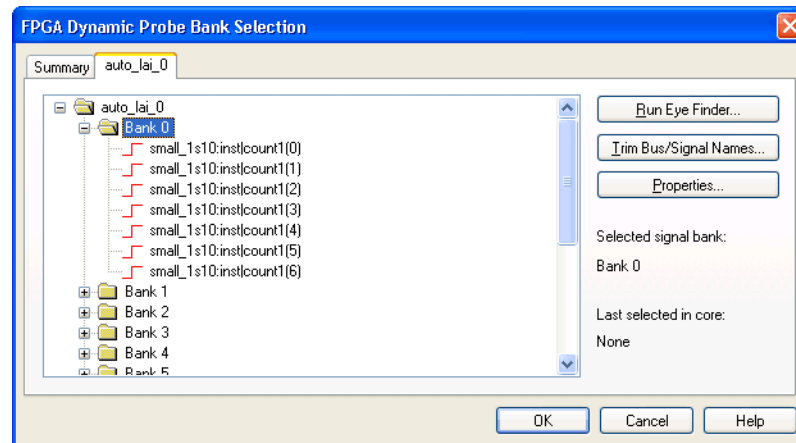 FPGA Dynamic Probe Bank Selection
Summary auto_lai_0
auto_lai_0
Bank 0
small_1s10:inst|count1(0)
small_1s10:inst|count1(1)
small_1s10:inst|count1(2)
small_1s10:inst|count1(3)
small_1s10:inst|count1(4)
small_1s10:inst|count1(5)
small_1s10:inst|count1(6)
Bank 1
Bank 2
Bank 3
Bank 4
Bank 5
Run Eye Finder...
Trim Bus/Signal Names...
Properties...
Selected signal bank:
Bank 0
Last selected in core:
None
OK Cancel Help